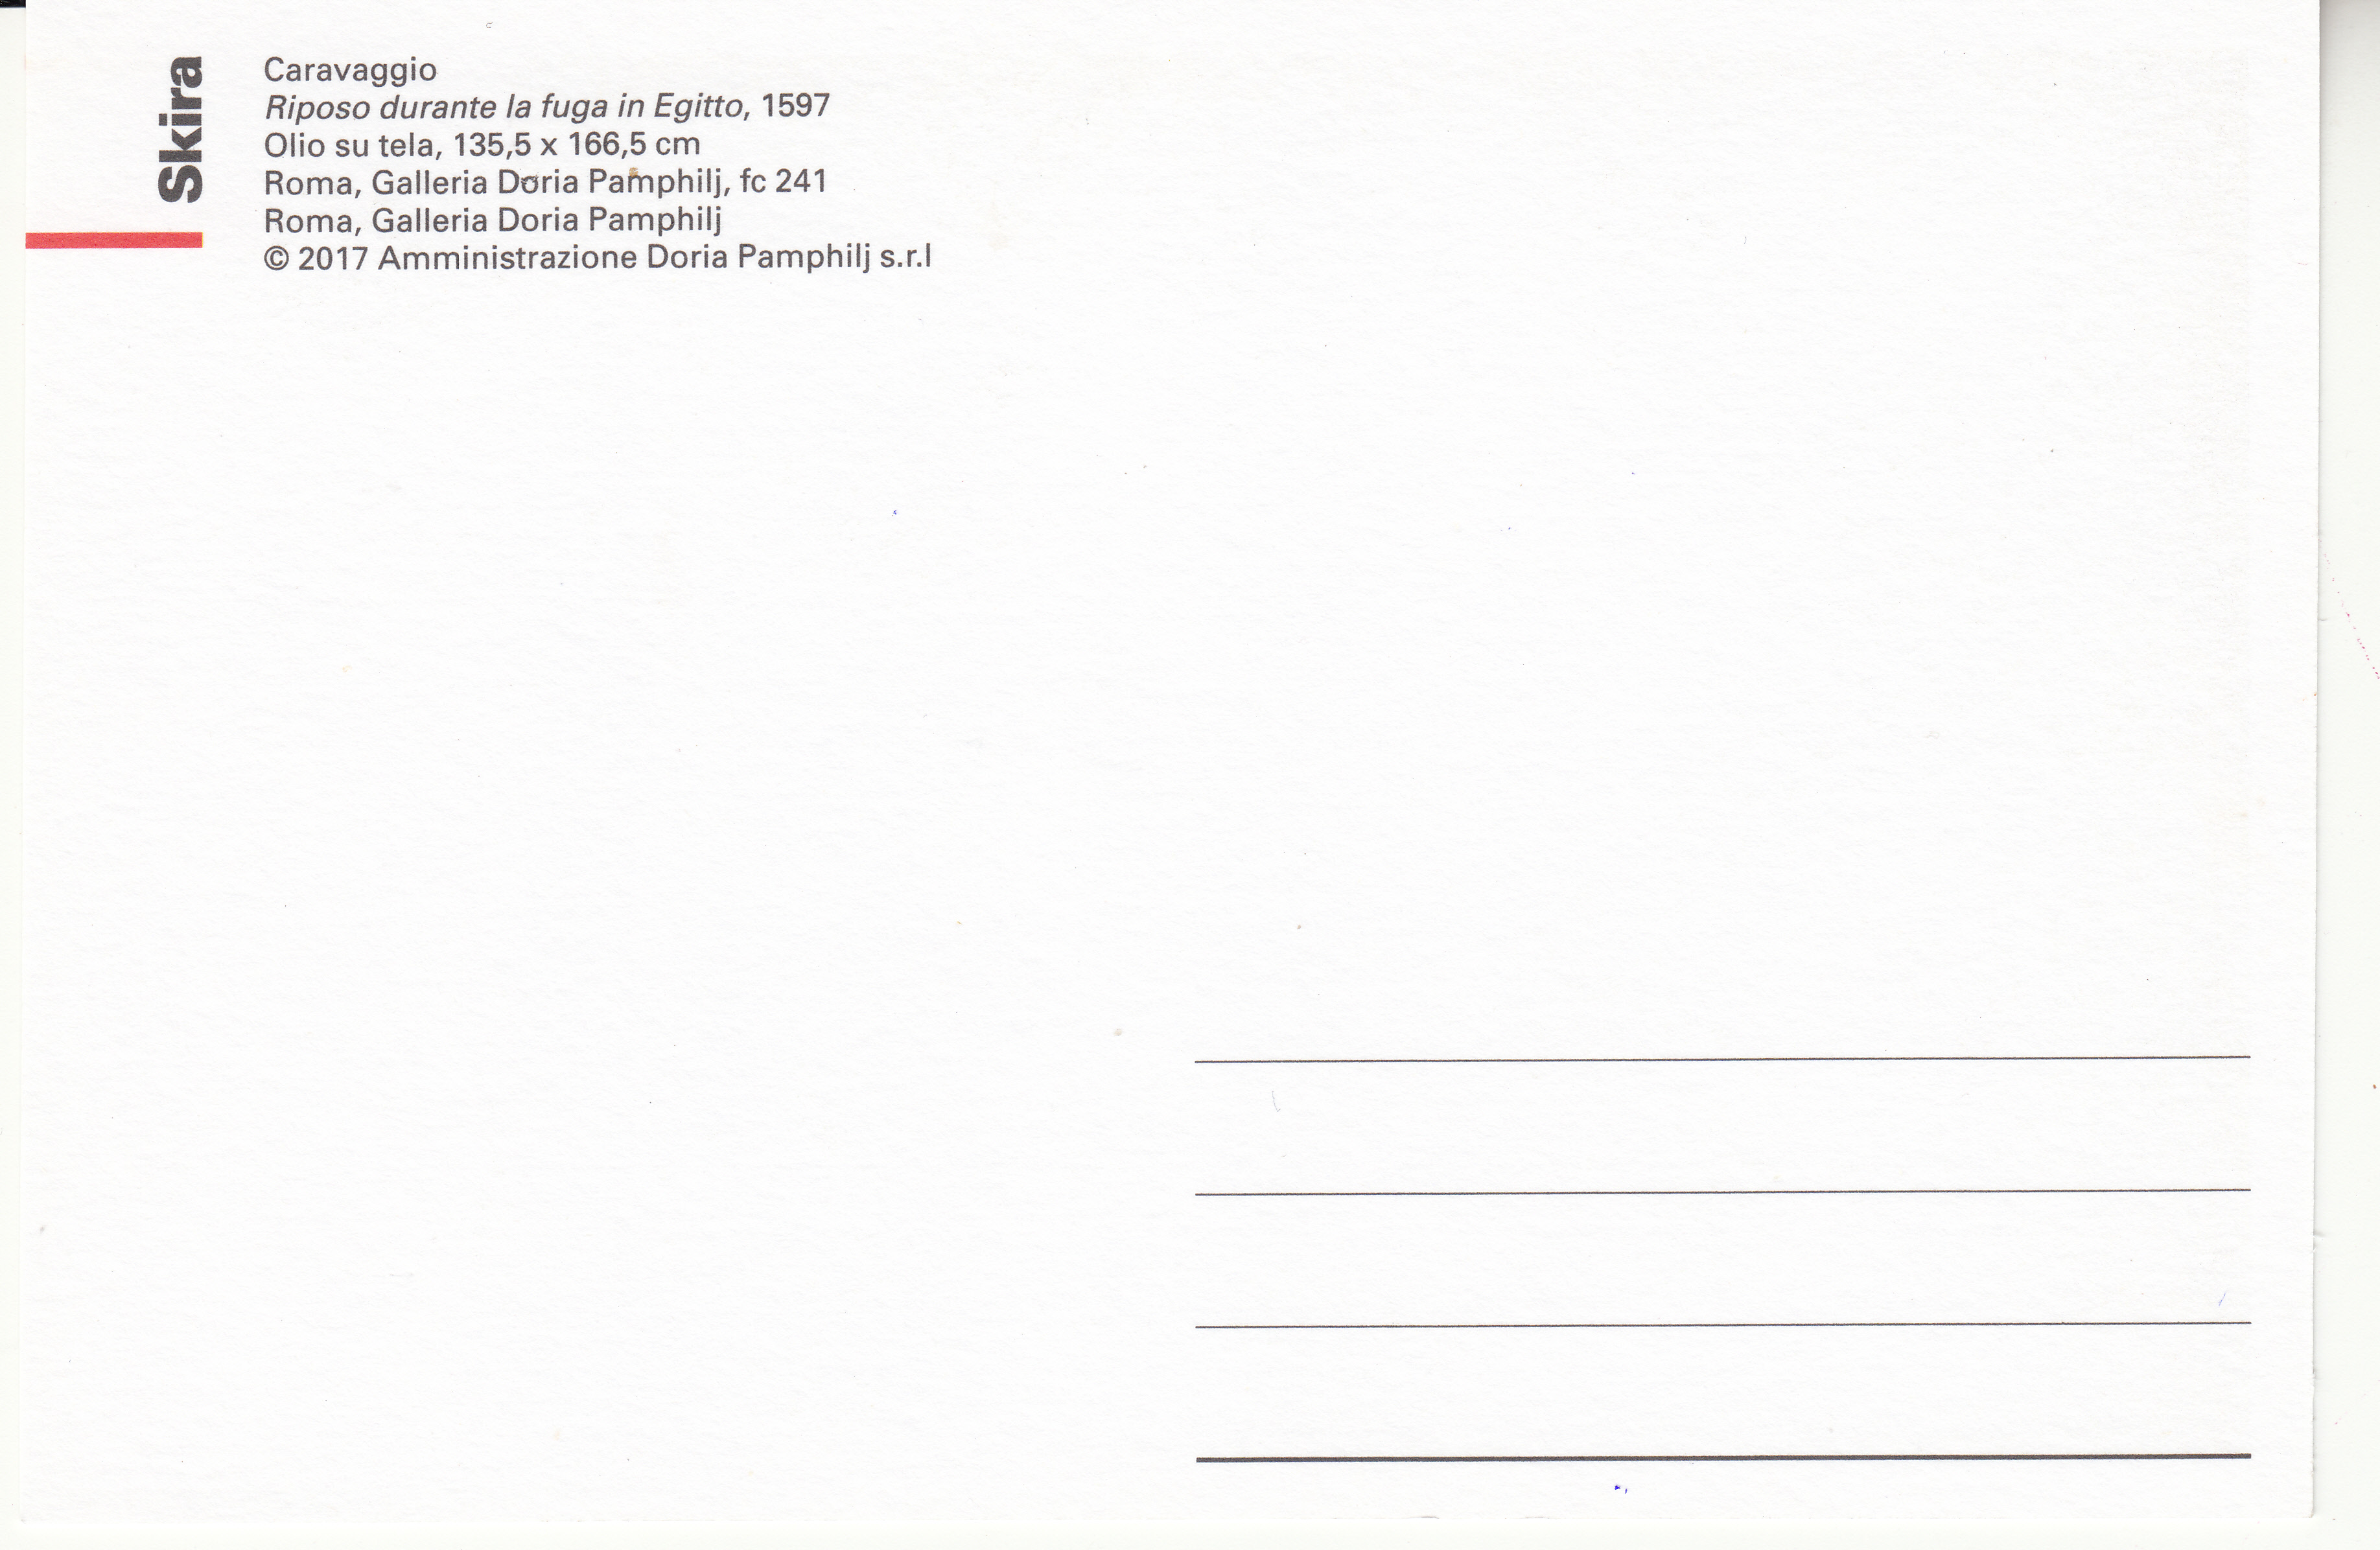 Skira
Caravaggio
Riposo durante la fuga in Egitto, 1597
Olio su tela, 135,5 x 166,5 cm
Roma, Galleria Doria Pamphilj, fc 241
Roma, Galleria Doria Pamphilj
© 2017 Amministrazione Doria Pamphilj s.r.l